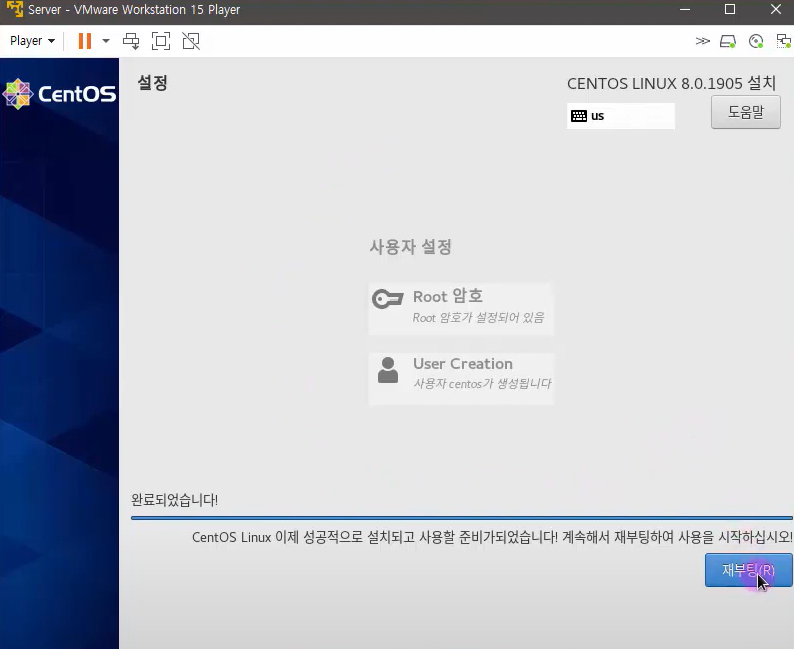 Server - VMware Workstation 15 Player
Player
CentOS
설정
CENTOS LINUX 8.0.1905 설치
us
도움말
사용자 설정
Root 암호
Root 암호가 설정되어 있음
User Creation
사용자 centos가 생성됩니다
완료되었습니다!
CentOS Linux 이제 성공적으로 설치되고 사용할 준비가되었습니다! 계속해서 재부팅하여 사용을 시작하십시오!
재부팅(R)